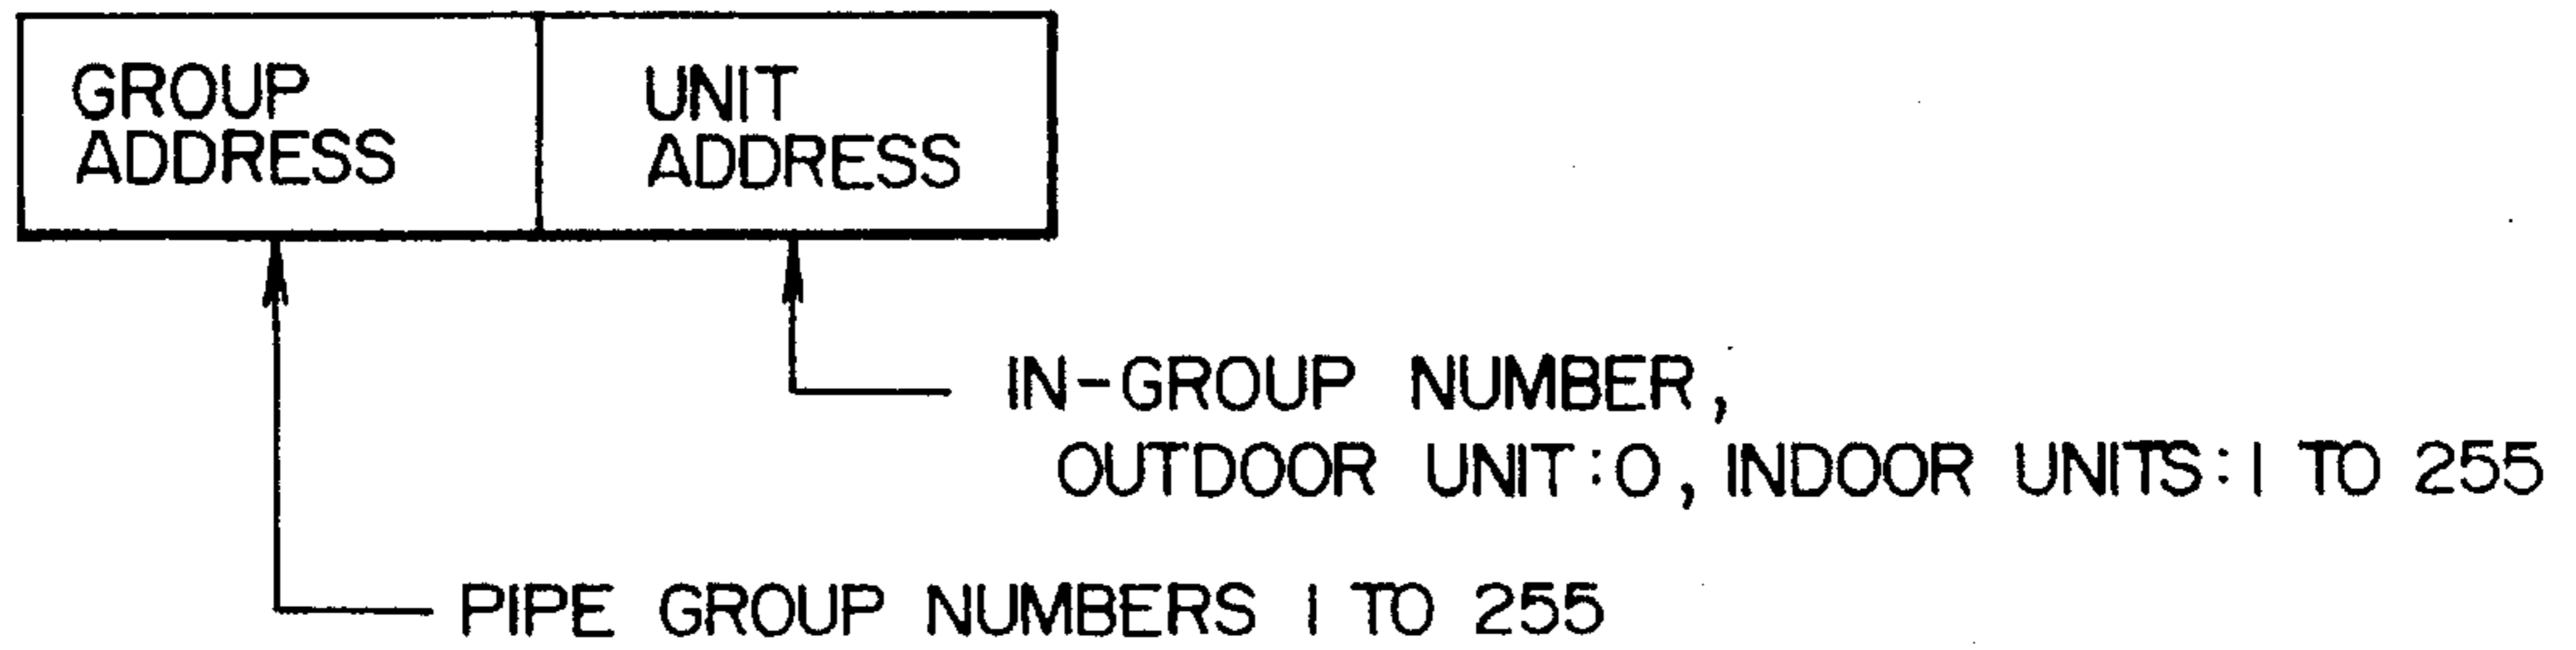 GROUP
ADDRESS
UNIT
ADDRESS
IN-GROUP NUMBER,
OUTDOOR UNIT:0, INDOOR UNITS:1 TO 255
PIPE GROUP NUMBERS 1 TO 255